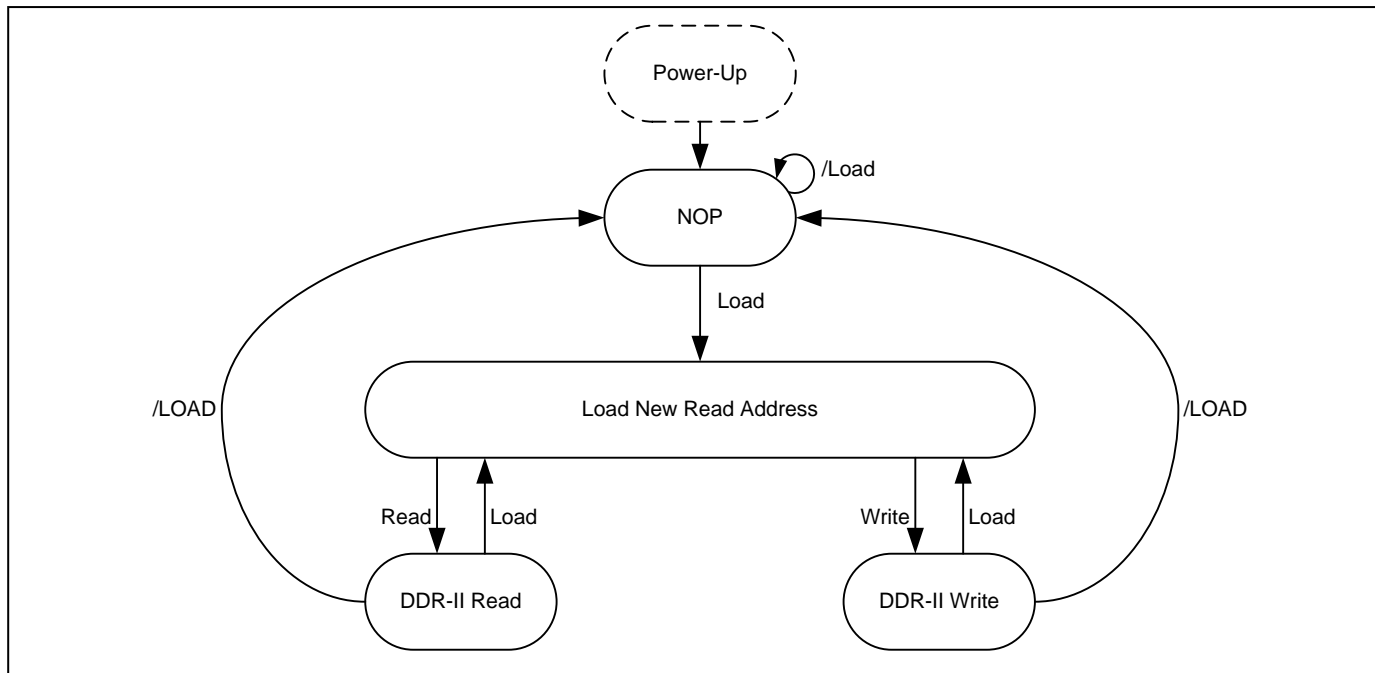 Power-Up
/Load
NOP
Load
Load New Read Address
/LOAD
/LOAD
Read
Load
Write
Load
DDR-II Read
DDR-II Write